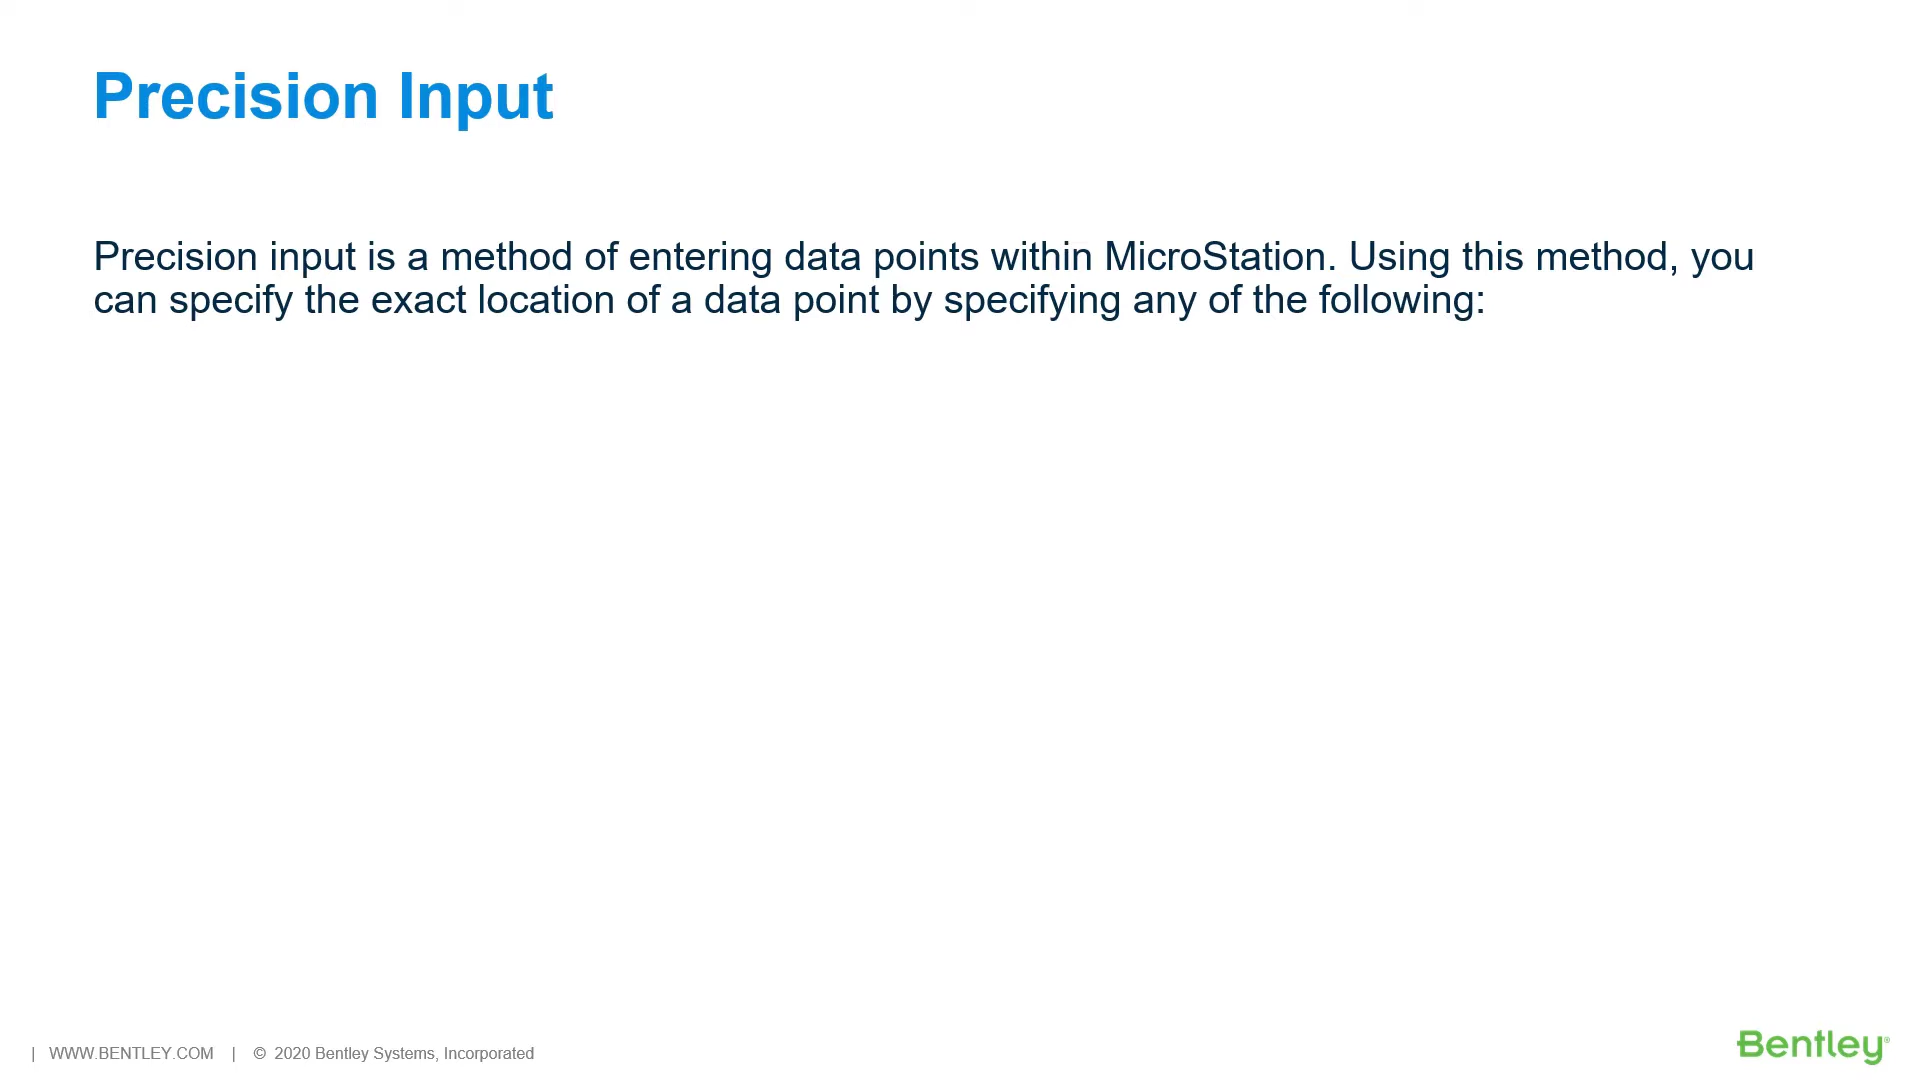 Precision Input
Precision input is a method of entering data points within MicroStation. Using this method, you
can specify the exact location of a data point by specifying any of the following:
| WWW.BENTLEY.COM | © 2020 Bentley Systems, Incorporated
Bentley®